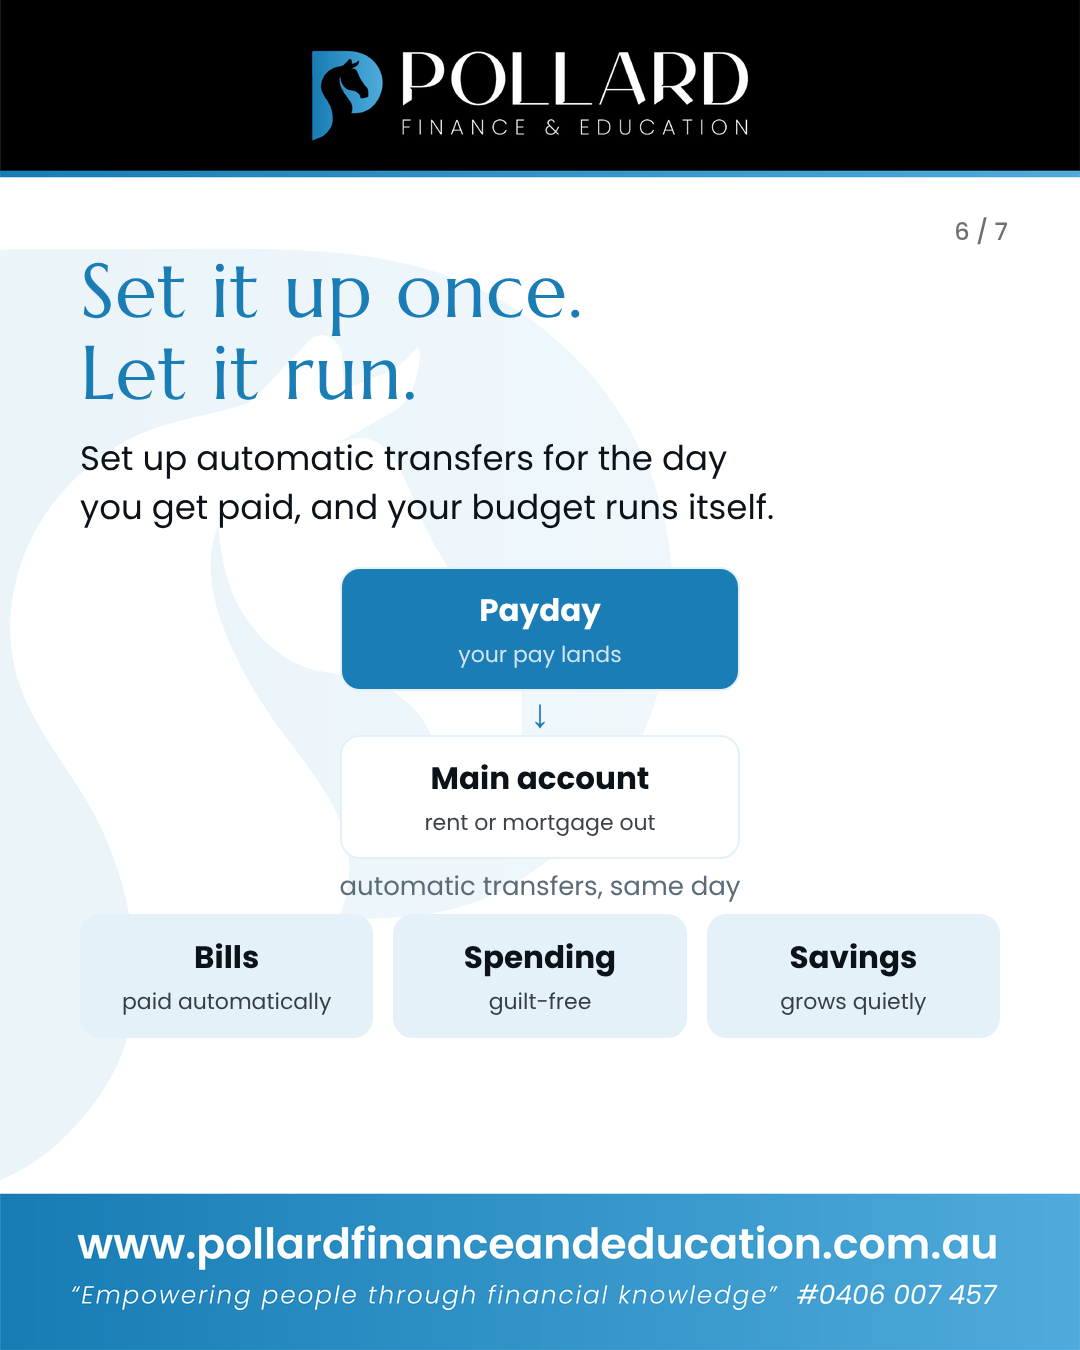 POLLARD
FINANCE & EDUCATION
6 / 7
Set it up once.
Let it run.
Set up automatic transfers for the day
you get paid, and your budget runs itself.
Payday
your pay lands
↓
Main account
rent or mortgage out
automatic transfers, same day
Bills
paid automatically
Spending
guilt-free
Savings
grows quietly
www.pollardfinanceandeducation.com.au
“Empowering people through financial knowledge” #0406 007 457